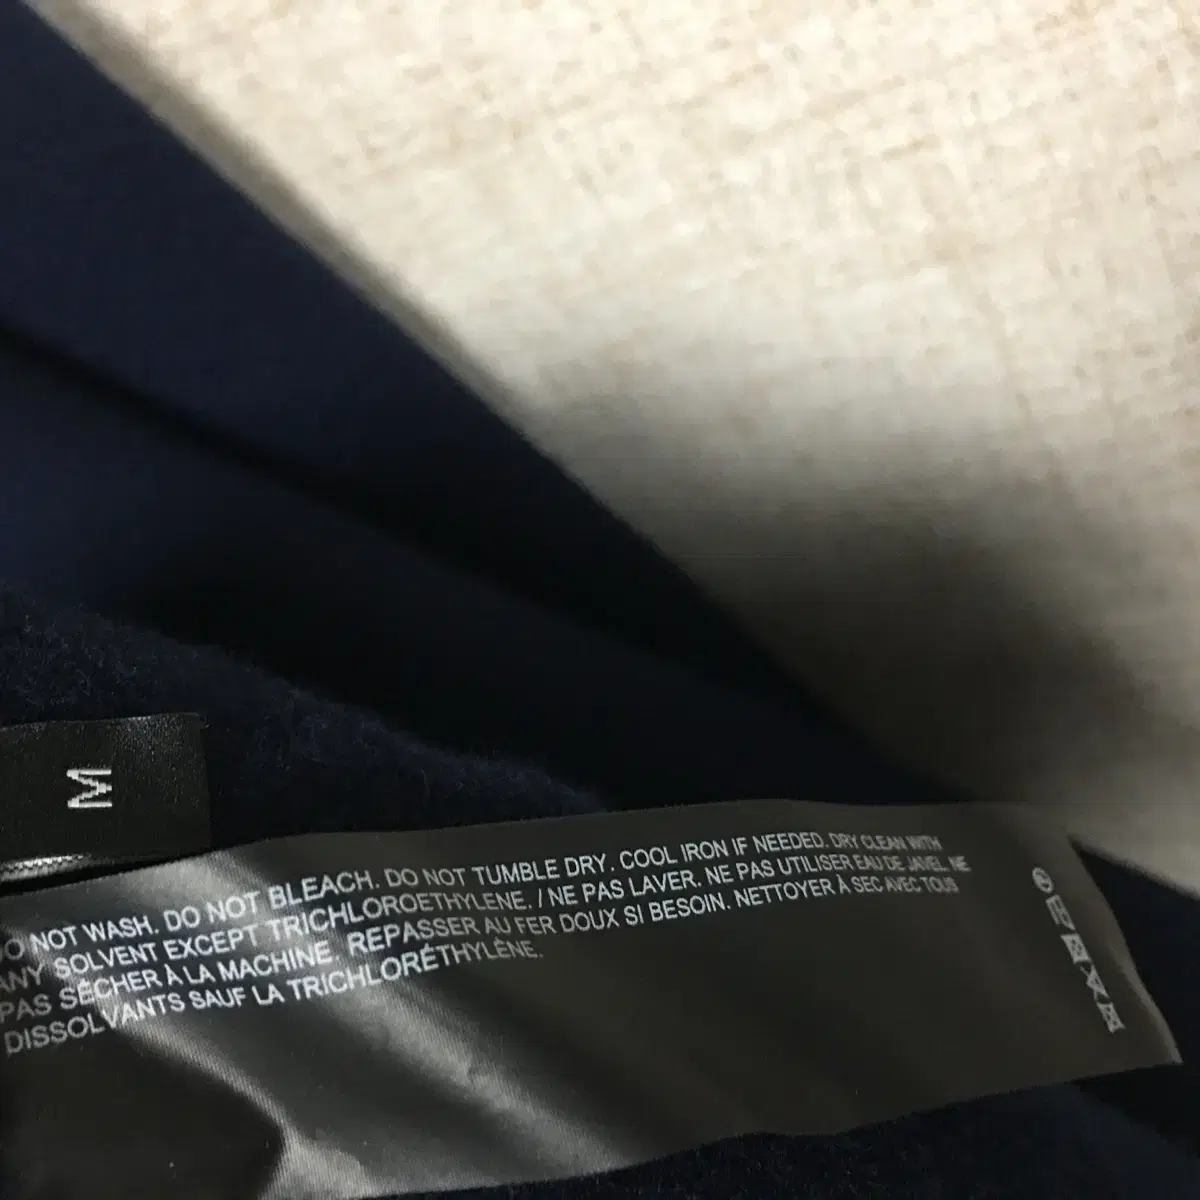 M
DO NOT WASH. DO NOT BLEACH. DO NOT TUMBLE DRY. COOL IRON IF NEEDED. DRY CLEAN WITH
ANY SOLVENT EXCEPT TRICHLOROETHYLENE. / NE PAS LAVER. NE PAS UTILISER EAU DE JAVEL. NE
PAS SÉCHER À LA MACHINE. REPASSER AU FER DOUX SI BESOIN. NETTOYER À SEC AVEC TOUS
DISSOLVANTS SAUF LA TRICHLORÉTHYLÈNE.